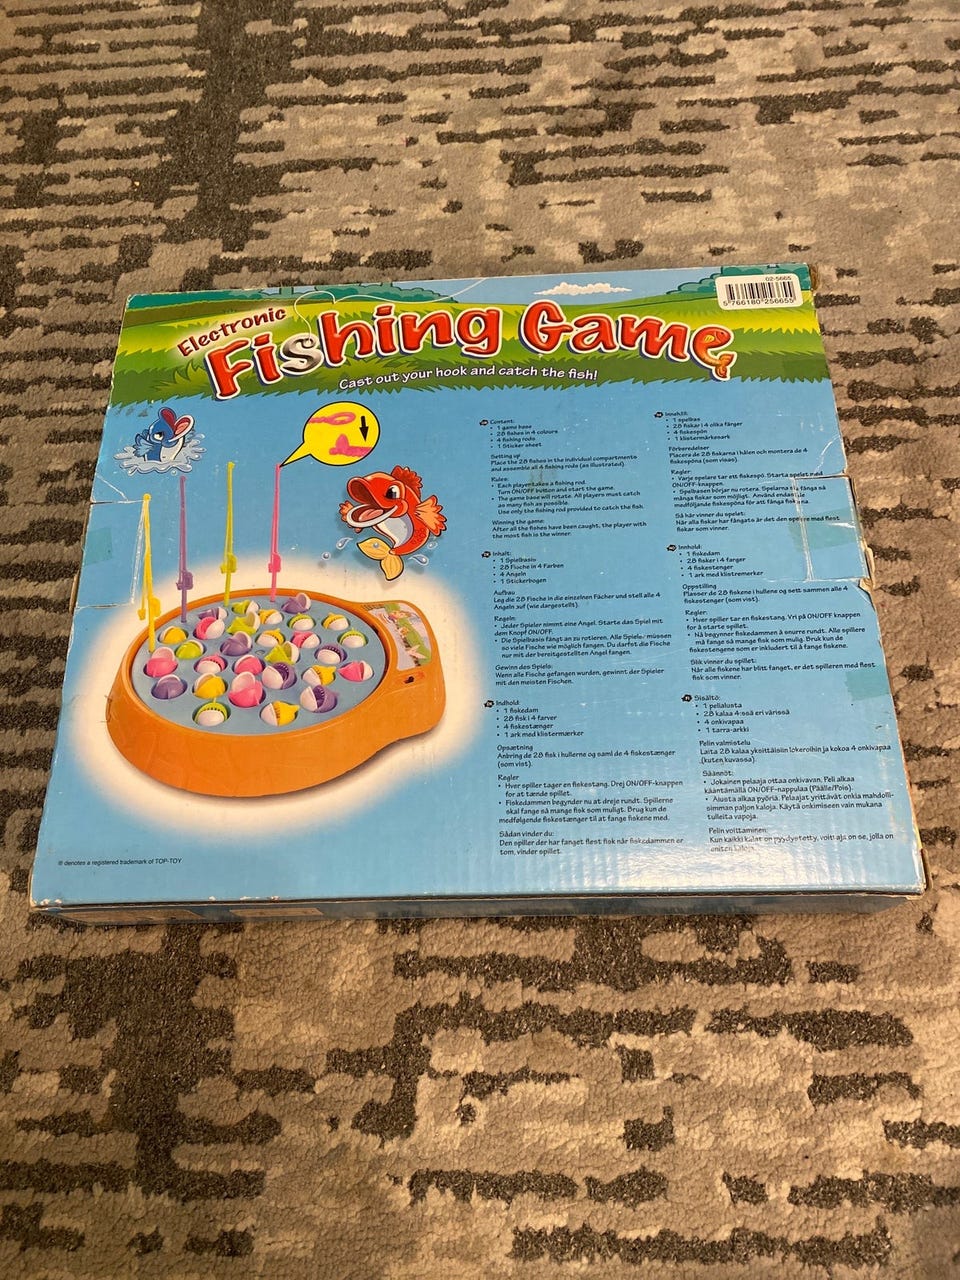 02-5665
5 766180 256655
Electronic
Fishing Game
Cast out your hook and catch the fish!
Content:
• 1 game base
• 28 fishes in 4 colours
• 4 fishing rods
• 1 Sticker sheet
Setting up
Place the 28 fishes in the individual compartments
and assemble all 4 fishing rods (as illustrated).
Rules:
• Each player takes a fishing rod.
Turn ON/OFF button and start the game.
• The game base will rotate. All players must catch
as many fish as possible.
Use only the fishing rod provided to catch the fish.
Winning the game:
After all the fishes have been caught, the player with
the most fish is the winner.
Inhalt:
• 1 Spielbasis
• 28 Fische in 4 Farben
• 4 Angeln
• 1 Stickerbogen
Aufbau
Leg die 28 Fische in die einzelnen Fächer und stell alle 4
Angeln auf (wie dargestellt).
Regeln:
• Jeder Spieler nimmt eine Angel. Starte das Spiel mit
dem Knopf ON/OFF.
• Die Spielbasis fängt an zu rotieren. Alle Spieler müssen
so viele Fische wie möglich fangen. Du darfst die Fische
nur mit der bereitgestellten Angel fangen.
Gewinn des Spiels:
Wenn alle Fische gefangen wurden, gewinnt der Spieler
mit den meisten Fischen.
Indhold:
• 1 fiskedam
• 28 fisk i 4 farver
• 4 fiskestænger
• 1 ark med klistermærker
Opsætning
Anbring de 28 fisk i hullerne og saml de 4 fiskestænger
(som vist).
Regler
• Hver spiller tager en fiskestang. Drej ON/OFF-knappen
for at tænde spillet.
• Fiskedammen begynder nu at dreje rundt. Spillerne
skal fange så mange fisk som muligt. Brug kun de
medfølgende fiskestænger til at fange fiskene med.
Sådan vinder du:
Den spiller der har fanget flest fisk når fiskedammen er
tom, vinder spillet.
Innehåll:
• 1 spelbas
• 28 fiskar i 4 olika färger
• 4 fiskespön
• 1 klistermärkesark
Förberedelser
Placera de 28 fiskarna i hålen och montera de 4
fiskespöna (som visas).
Regler:
• Varje spelare tar ett fiskespö. Starta spelet med
ON/OFF-knappen.
• Spelbasen börjar nu rotera. Spelarna ska fånga så
många fiskar som möjligt. Använd endast de
medföljande fiskespöna för att fånga fiskarna.
Så här vinner du spelet:
När alla fiskar har fångats är det den spelare med flest
fiskar som vinner.
Innhold:
• 1 fiskedam
• 28 fisker i 4 farger
• 4 fiskestenger
• 1 ark med klistremerker
Oppstilling
Plasser de 28 fiskene i hullene og sett sammen alle 4
fiskestenger (som vist).
Regler:
• Hver spiller tar en fiskestang. Vri på ON/OFF knappen
for å starte spillet.
• Nå begynner fiskedammen å snurre rundt. Alle spillere
må fange så mange fisk som mulig. Bruk kun de
fiskestengene som er inkludert til å fange fiskene.
Slik vinner du spillet:
Når alle fiskene har blitt fanget, er det spilleren med flest
fisk som vinner.
Sisältö:
• 1 pelialusta
• 28 kalaa 4:ssä eri värissä
• 4 onkivapaa
• 1 tarra-arkki
Pelin valmistelu
Laita 28 kalaa yksittäisiin lokeroihin ja kokoa 4 onkivapaa
(kuten kuvassa).
Säännöt:
• Jokainen pelaaja ottaa onkivavan. Peli alkaa
kääntämällä ON/OFF-nappulaa (Päälle/Pois).
• Alusta alkaa pyöriä. Pelaajat yrittävät onkia mahdolli-
simman paljon kaloja. Käytä onkimiseen vain mukana
tulleita vapoja.
Pelin voittaminen:
Kun kaikki kalat on pyydystetty, voittaja on se, jolla on
eniten kaloja.
® denotes a registered trademark of TOP-TOY